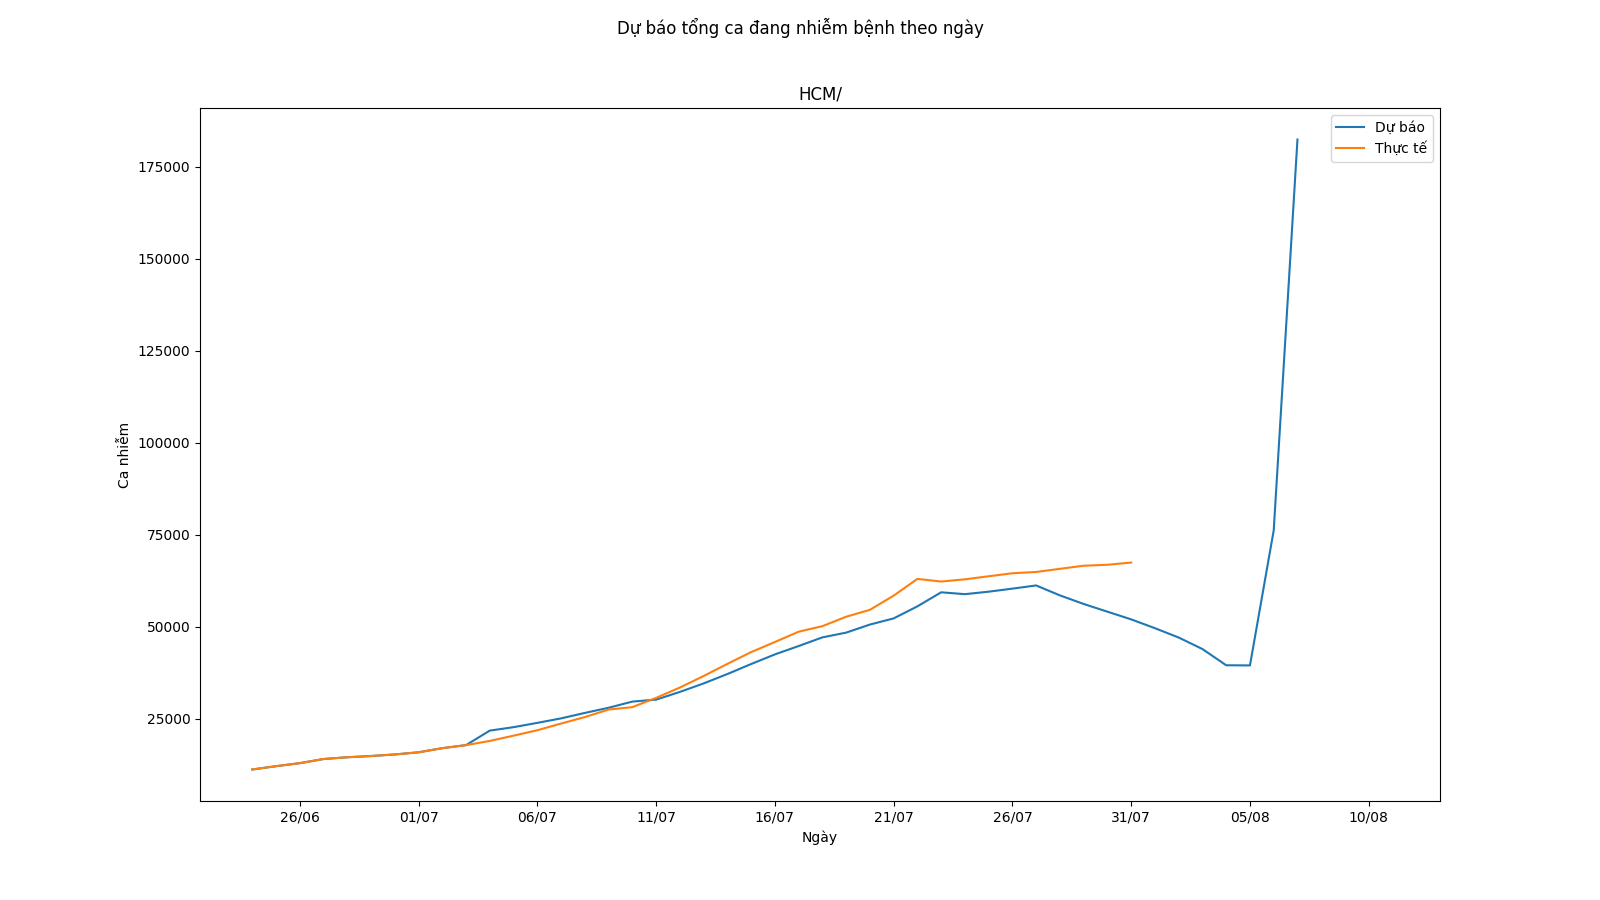 Dự báo tổng ca đang nhiễm bệnh theo ngày
HCM/
Dự báo
Thực tế
175000
150000
125000
100000
75000
50000
25000
Ca nhiễm
26/06 01/07 06/07 11/07 16/07 21/07 26/07 31/07 05/08 10/08
Ngày